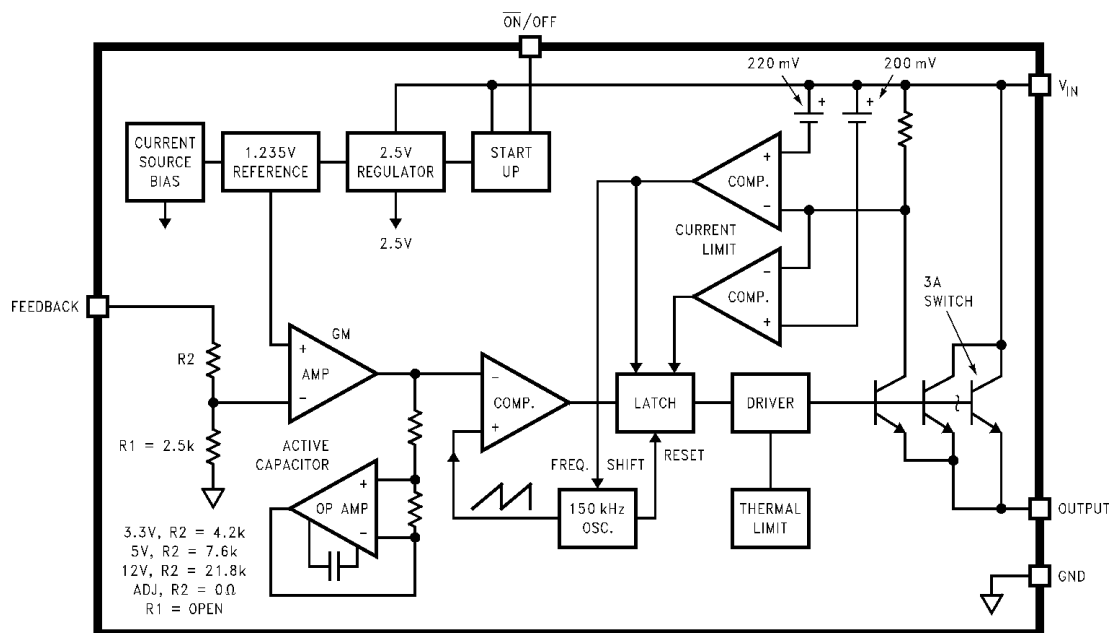 ON/OFF
220 mV
200 mV
VIN
CURRENT
SOURCE
BIAS
1.235V
REFERENCE
2.5V
REGULATOR
START
UP
+
+
+
COMP.
−
2.5V
CURRENT
LIMIT
−
COMP.
+
3A
SWITCH
FEEDBACK
R2
GM
+
AMP
−
−
COMP.
+
LATCH
DRIVER
R1 = 2.5k
ACTIVE
CAPACITOR
+
OP AMP
−
FREQ. SHIFT
RESET
150 kHz
OSC.
THERMAL
LIMIT
OUTPUT
3.3V, R2 = 4.2k
5V, R2 = 7.6k
12V, R2 = 21.8k
ADJ, R2 = 0Ω
R1 = OPEN
GND